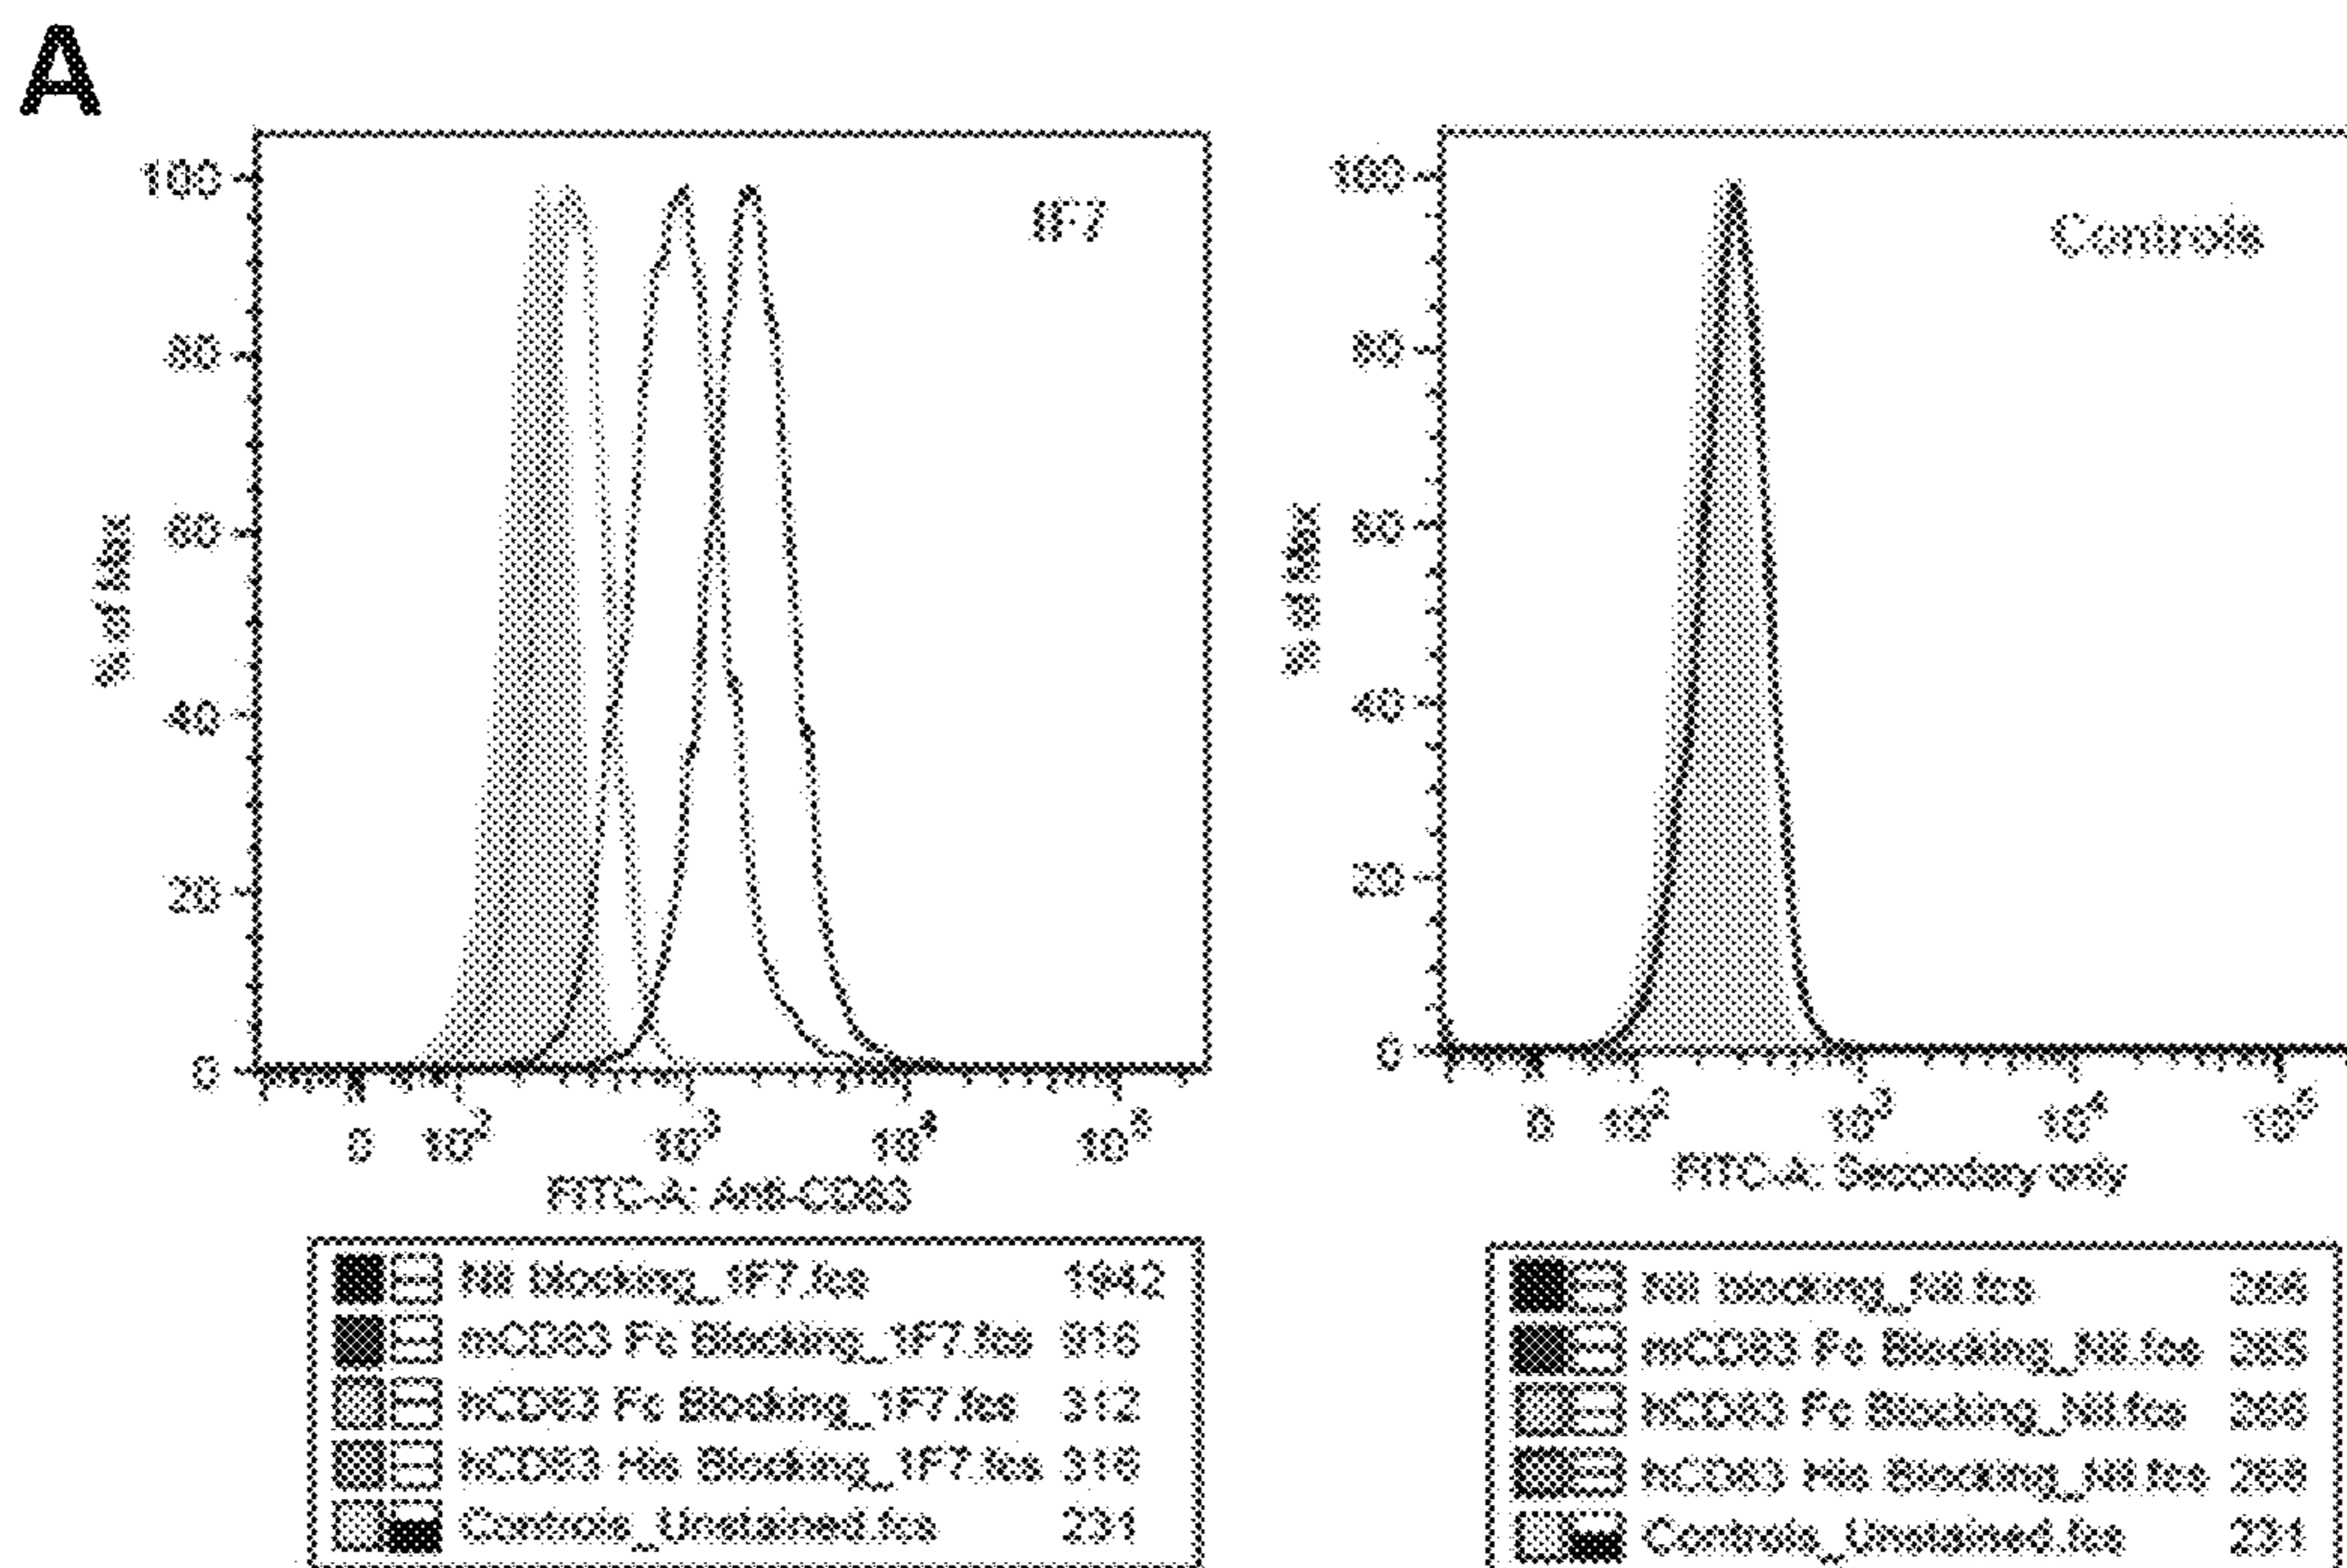 A
100
80
60
40
20
0
% of Max
1F7
0 10² 10³ 10⁴ 10⁵
FITC-A: Anti-CD83
Nil blocking_1F7.fcs 1942
mCD83 Fc Blocking_1F7.fcs 916
hCD83 Fc Blocking_1F7.fcs 312
hCD83 His Blocking_1F7.fcs 316
Controls_Unstained.fcs 231
100
80
60
40
20
0
% of Max
Controls
0 10² 10³ 10⁴ 10⁵
FITC-A: Secondary only
Nil blocking_Nil.fcs
mCD83 Fc Blocking_Nil.fcs 265
hCD83 Fc Blocking_Nil.fcs
hCD83 His Blocking_Nil.fcs
Controls_Unstained.fcs 231